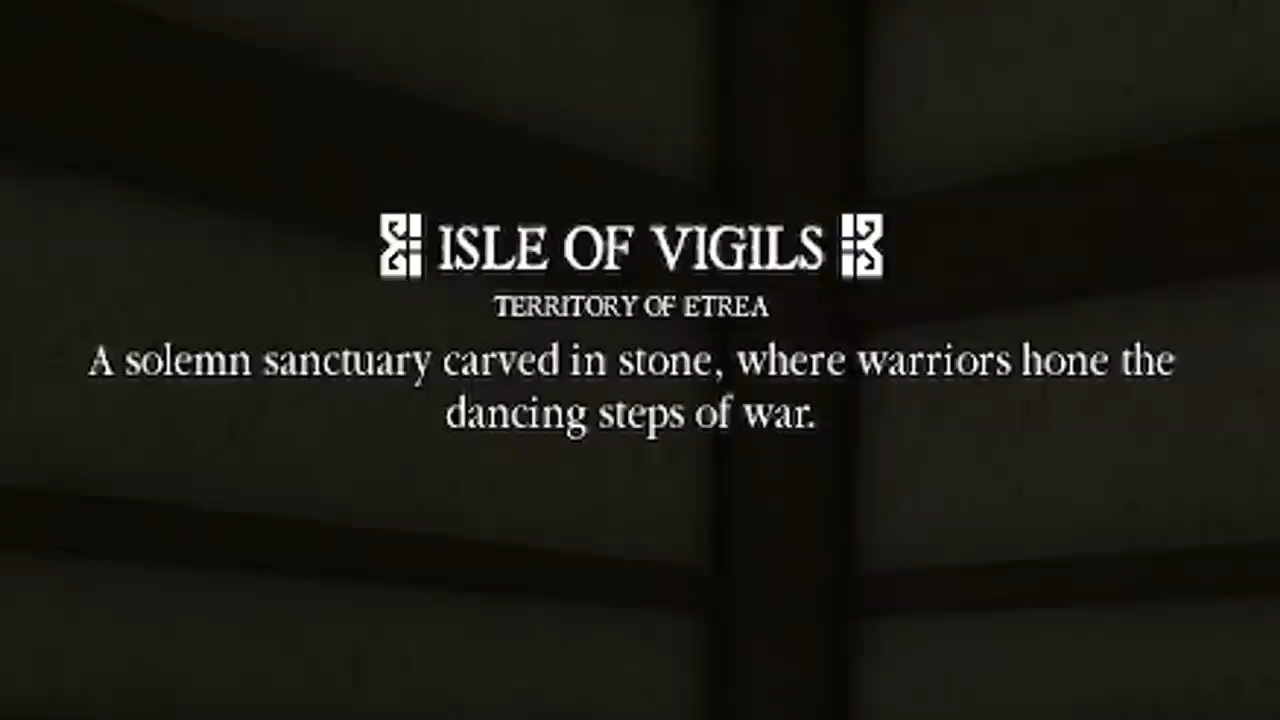 ISLE OF VIGILS
TERRITORY OF ETREA
A solemn sanctuary carved in stone, where warriors hone the
dancing steps of war.